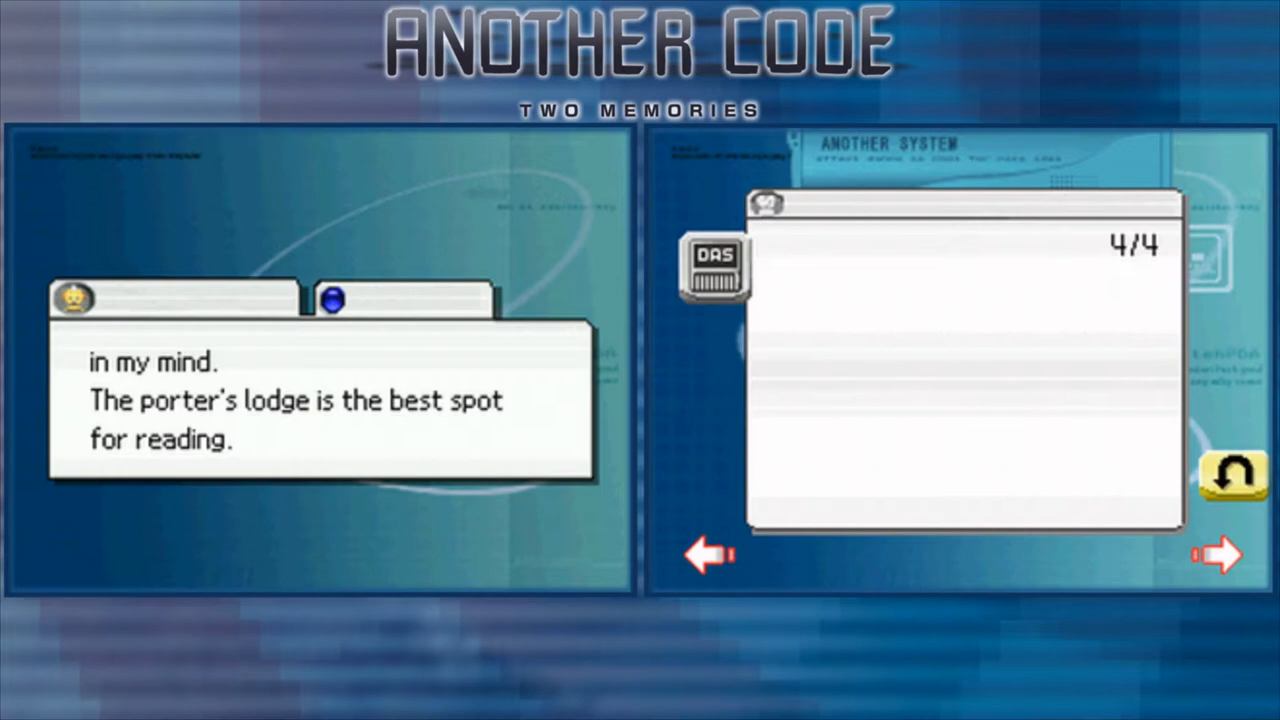 ANOTHER CODE
TWO MEMORIES
in my mind.
The porter's lodge is the best spot
for reading.
ANOTHER SYSTEM
DAS
4/4